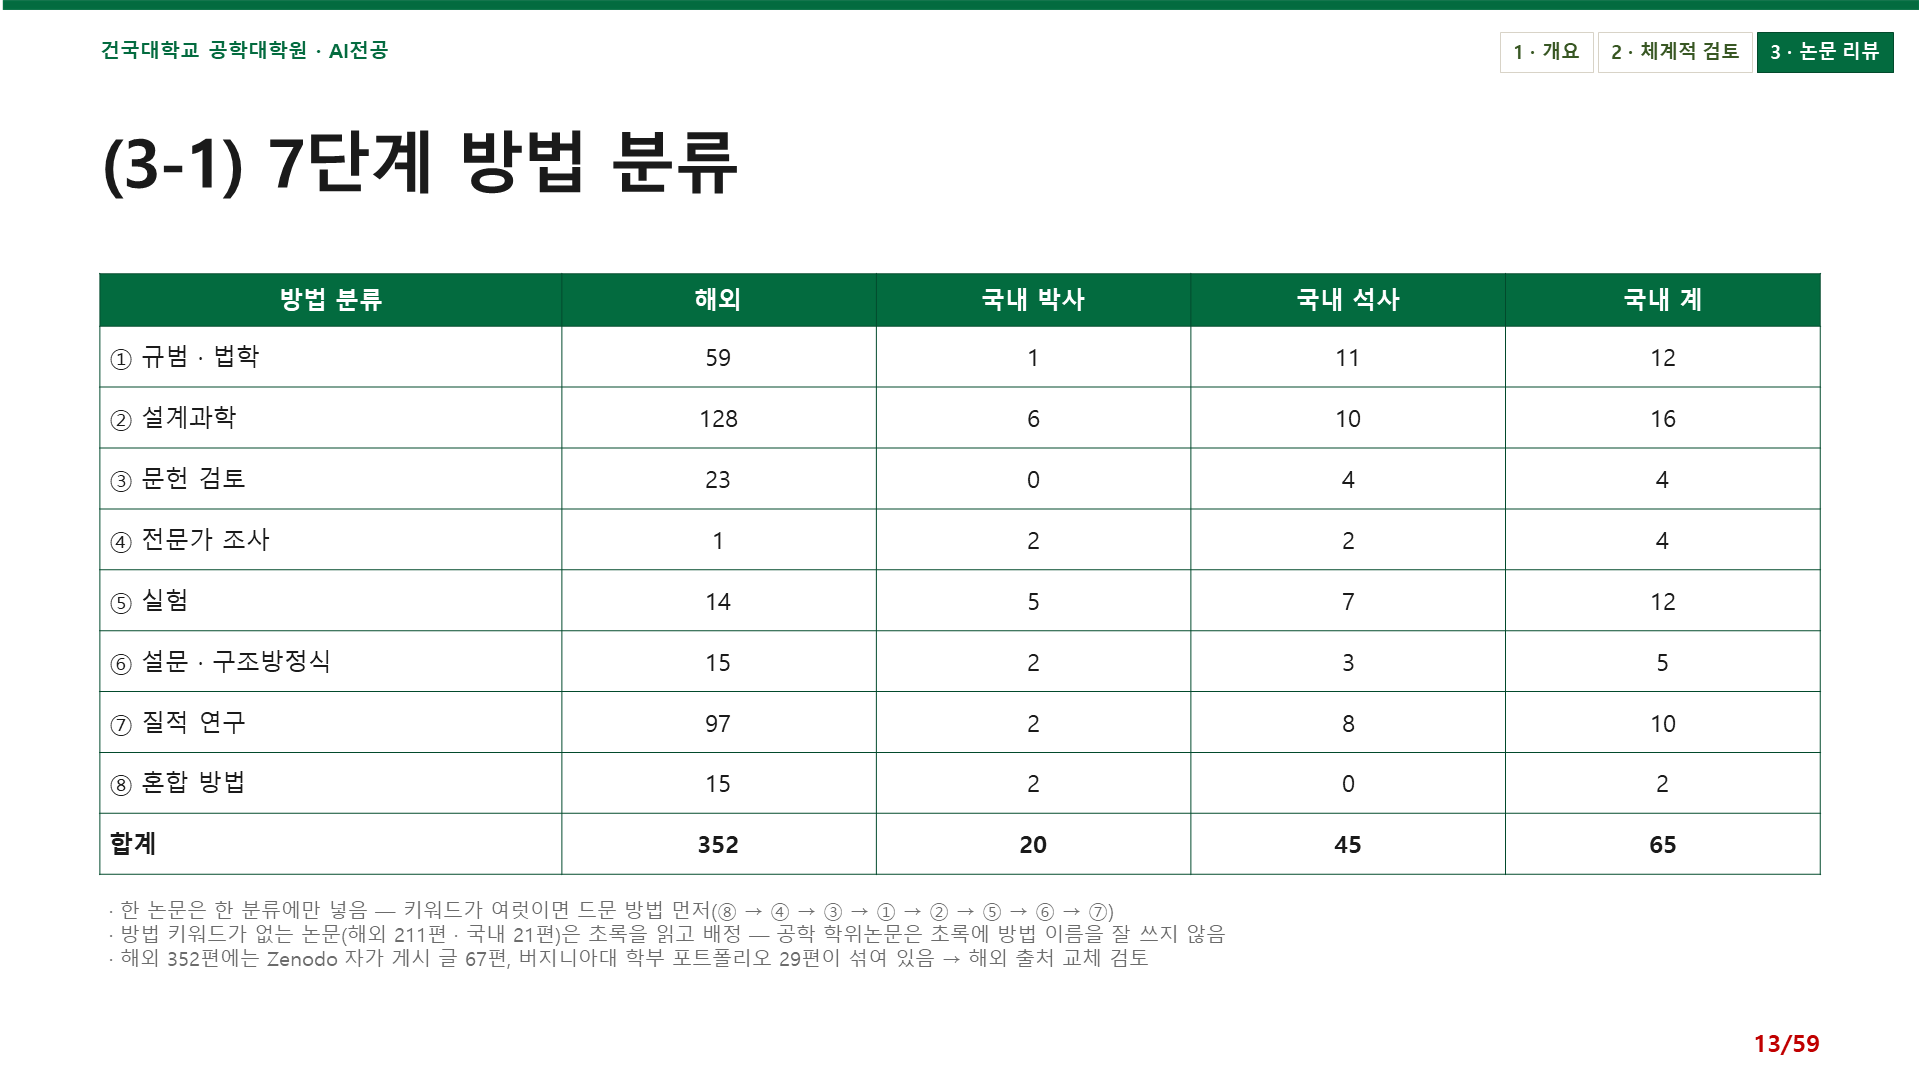 건국대학교 공학대학원 · AI전공
1 · 개요 2 · 체계적 검토 3 · 논문 리뷰
(3-1) 7단계 방법 분류
방법 분류 해외 국내 박사 국내 석사 국내 계
① 규범 · 법학 59 1 11 12
② 설계과학 128 6 10 16
③ 문헌 검토 23 0 4 4
④ 전문가 조사 1 2 2 4
⑤ 실험 14 5 7 12
⑥ 설문 · 구조방정식 15 2 3 5
⑦ 질적 연구 97 2 8 10
⑧ 혼합 방법 15 2 0 2
합계 352 20 45 65
· 한 논문은 한 분류에만 넣음 — 키워드가 여럿이면 드문 방법 먼저(⑧ → ④ → ③ → ① → ② → ⑤ → ⑥ → ⑦)
· 방법 키워드가 없는 논문(해외 211편 · 국내 21편)은 초록을 읽고 배정 — 공학 학위논문은 초록에 방법 이름을 잘 쓰지 않음
· 해외 352편에는 Zenodo 자가 게시 글 67편, 버지니아대 학부 포트폴리오 29편이 섞여 있음 → 해외 출처 교체 검토
13/59